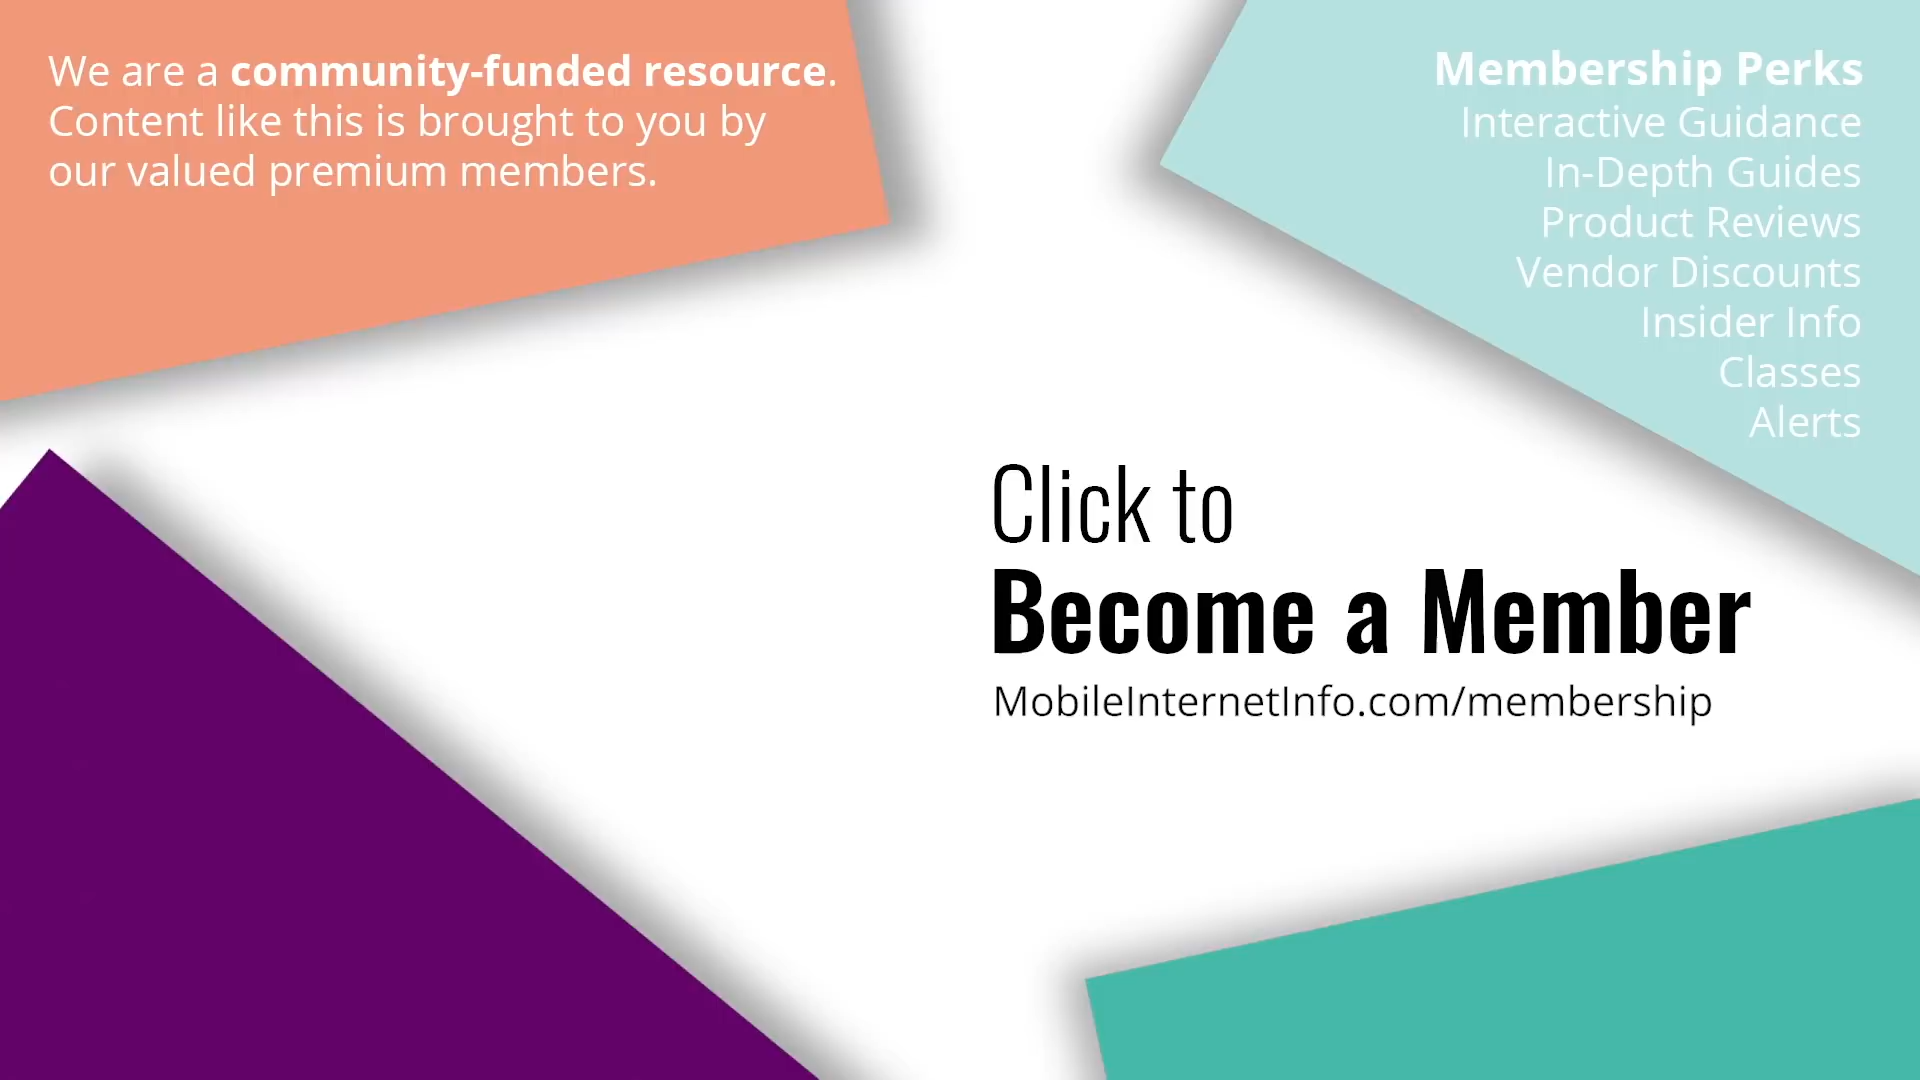 We are a community-funded resource.
Content like this is brought to you by
our valued premium members.
Membership Perks
Interactive Guidance
In-Depth Guides
Product Reviews
Vendor Discounts
Insider Info
Classes
Alerts
Click to
Become a Member
MobileInternetInfo.com/membership